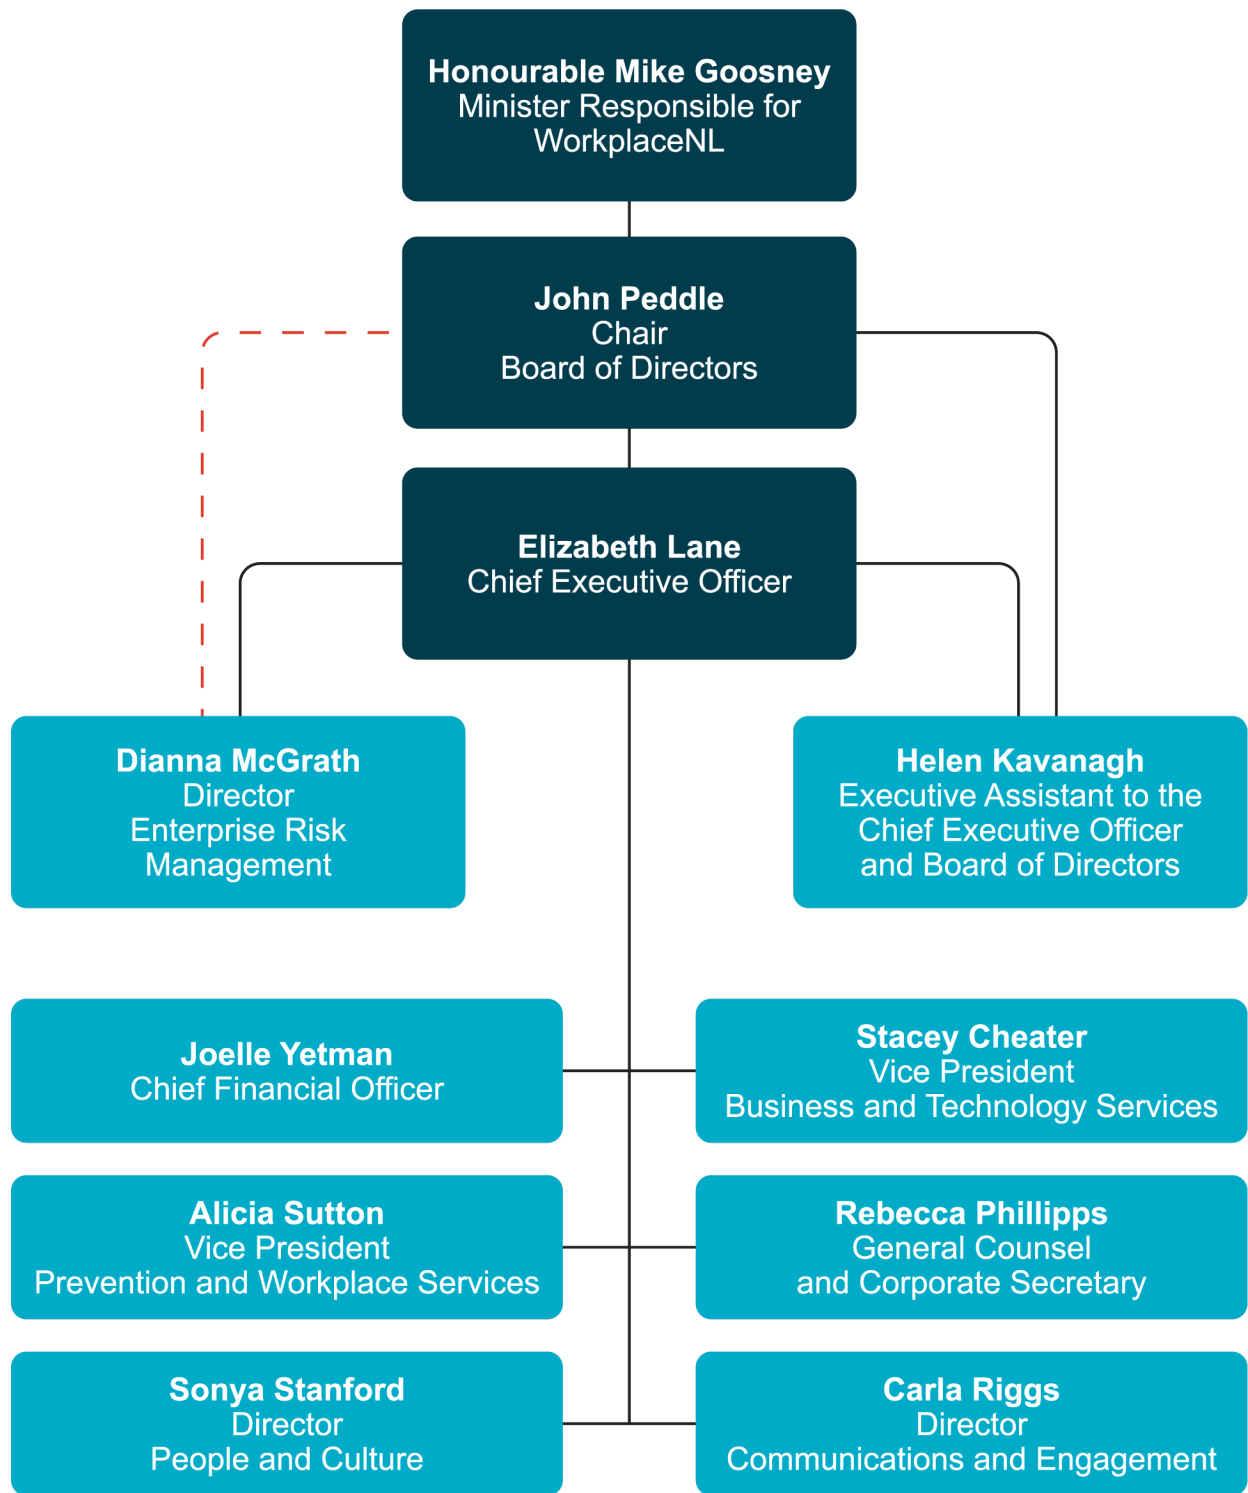 Honourable Mike Goosney
Minister Responsible for
WorkplaceNL
John Peddle
Chair
Board of Directors
Elizabeth Lane
Chief Executive Officer
Dianna McGrath
Director
Enterprise Risk
Management
Helen Kavanagh
Executive Assistant to the
Chief Executive Officer
and Board of Directors
Joelle Yetman
Chief Financial Officer
Stacey Cheater
Vice President
Business and Technology Services
Alicia Sutton
Vice President
Prevention and Workplace Services
Rebecca Phillipps
General Counsel
and Corporate Secretary
Sonya Stanford
Director
People and Culture
Carla Riggs
Director
Communications and Engagement